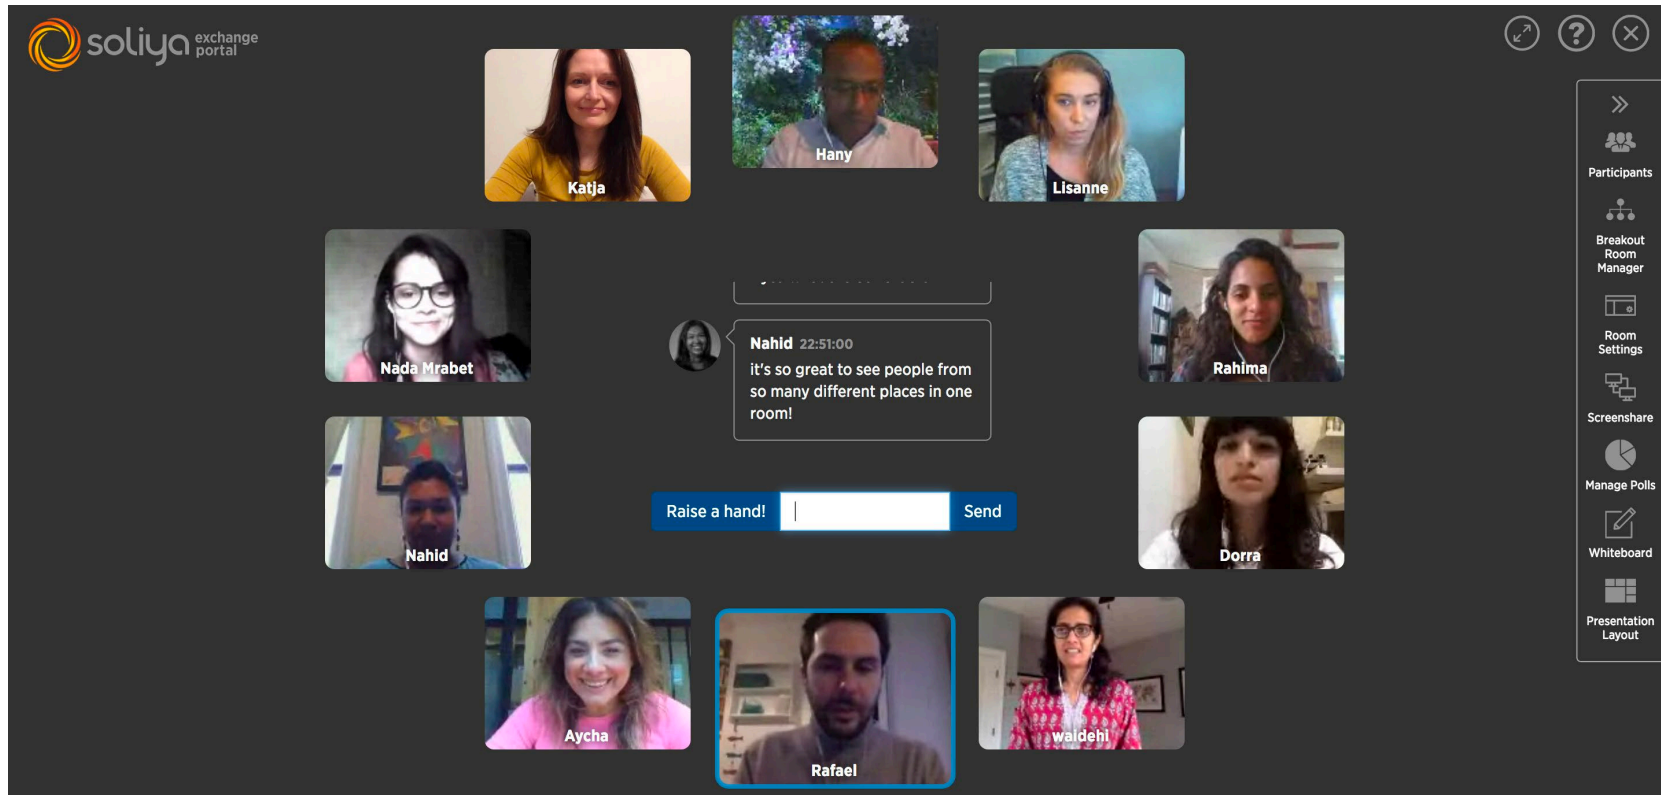 soliya exchange
portal
Katja
Hany
Lisanne
Nada Mrabet
Rahima
Nahid 22:51:00
it's so great to see people from
so many different places in one
room!
Nahid
Dorra
Raise a hand!
Send
Aycha
Rafael
waidehi
Participants
Breakout
Room
Manager
Room
Settings
Screenshare
Manage Polls
Whiteboard
Presentation
Layout